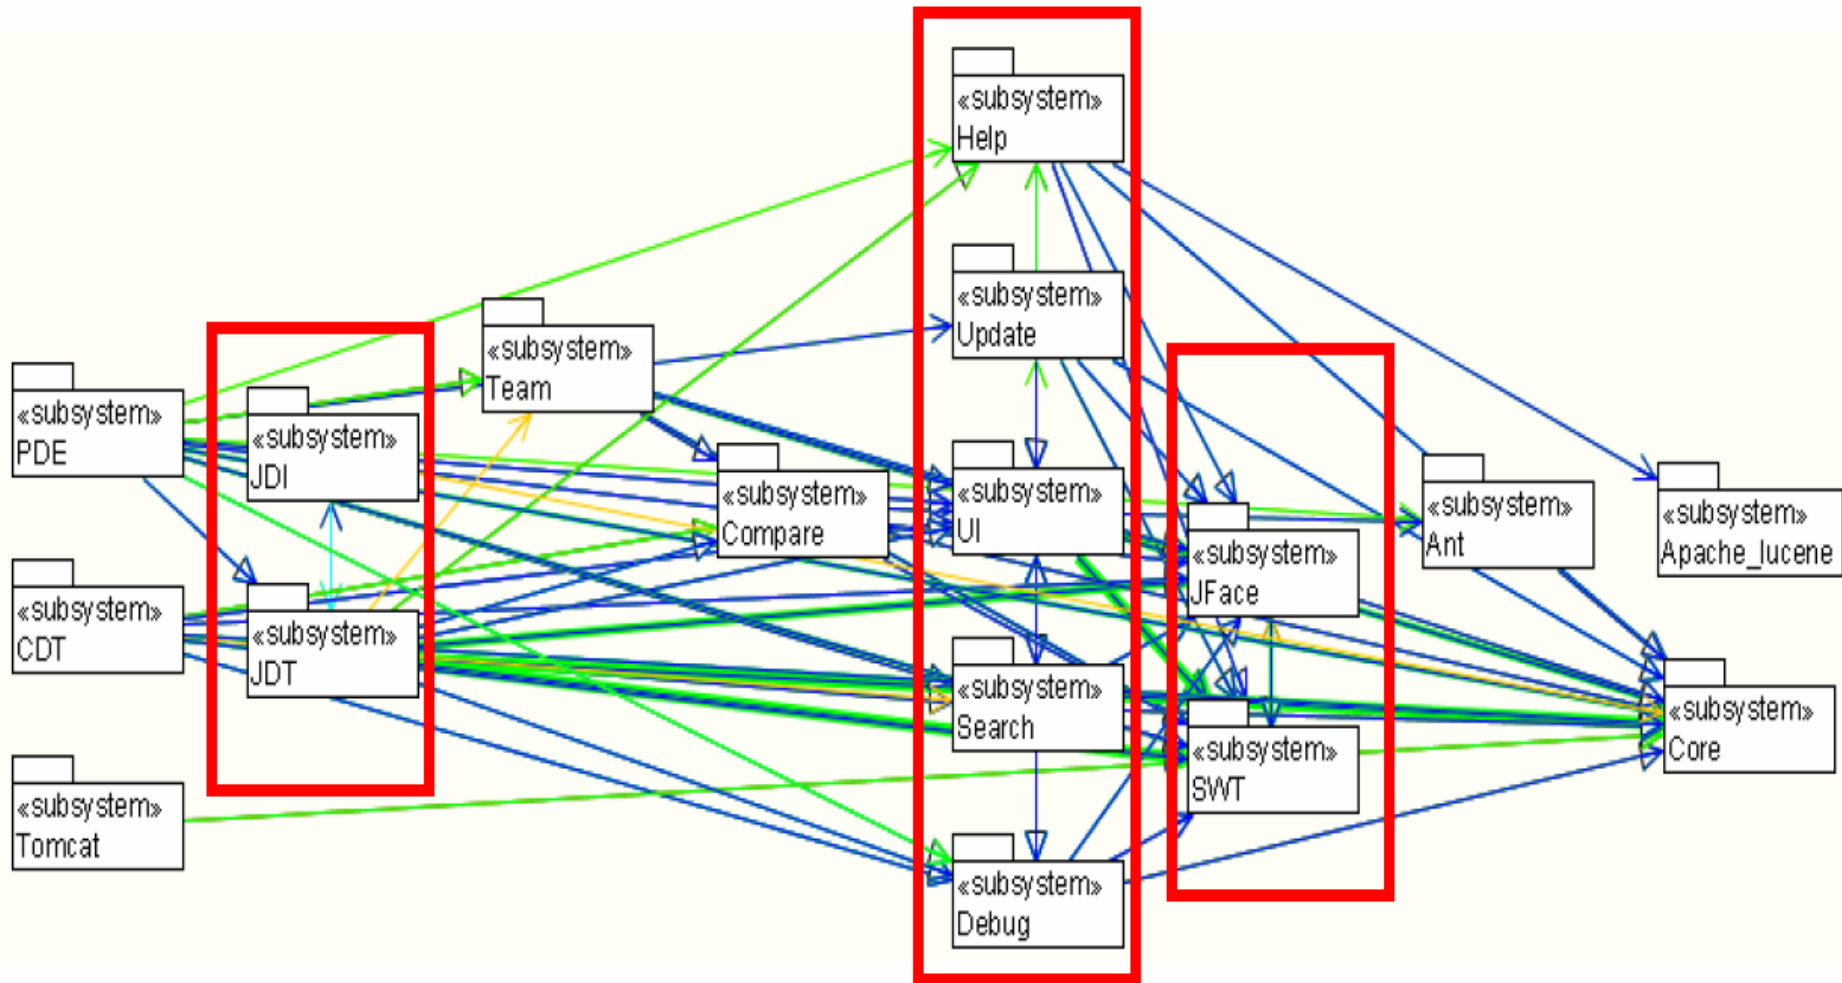 «subsystem»
Help
«subsystem»
Update
«subsystem»
Team
«subsystem»
PDE
«subsystem»
JDI
«subsystem»
Compare
«subsystem»
UI
«subsystem»
JFace
«subsystem»
Ant
«subsystem»
Apache_lucene
«subsystem»
CDT
«subsystem»
JDT
«subsystem»
Search
«subsystem»
SWT
«subsystem»
Core
«subsystem»
Tomcat
«subsystem»
Debug